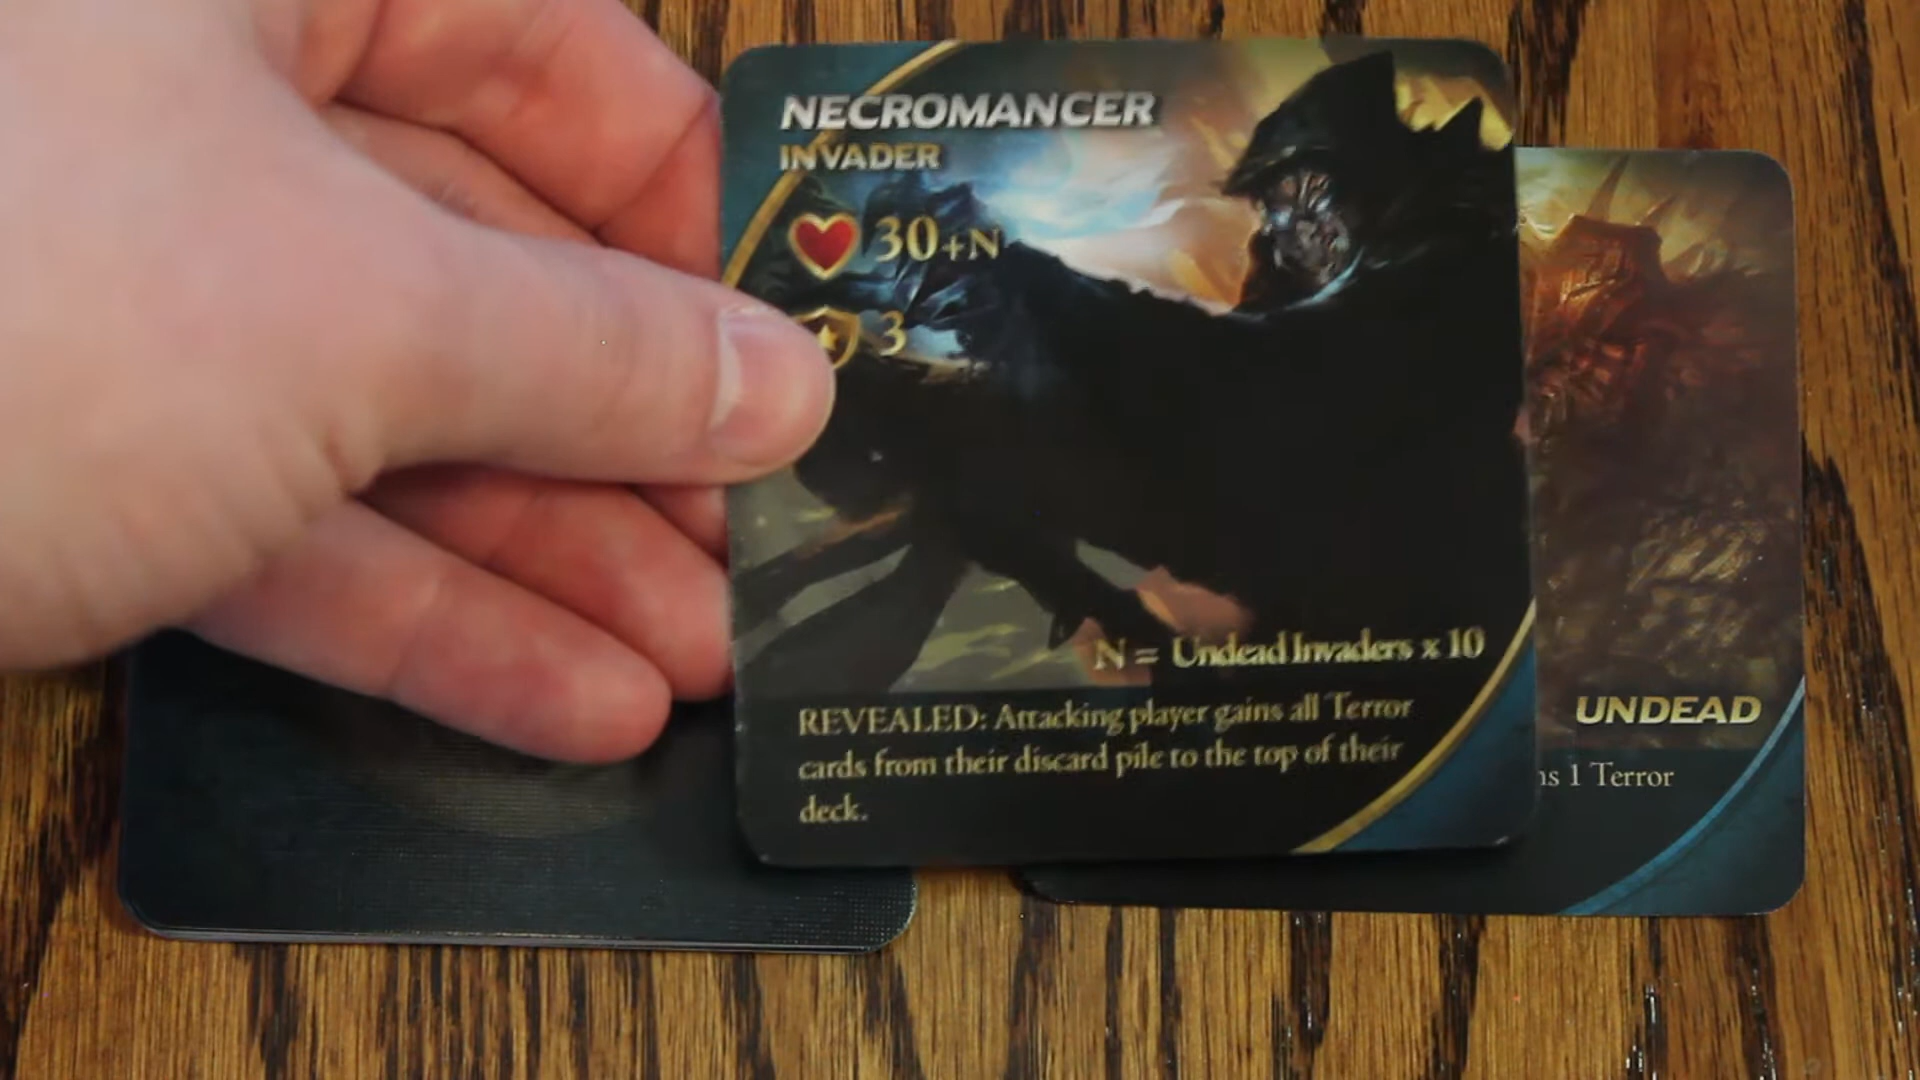 NECROMANCER
INVADER
30+N
3
N = Undead Invaders x 10
REVEALED: Attacking player gains all Terror
cards from their discard pile to the top of their
deck.
UNDEAD
1 Terror